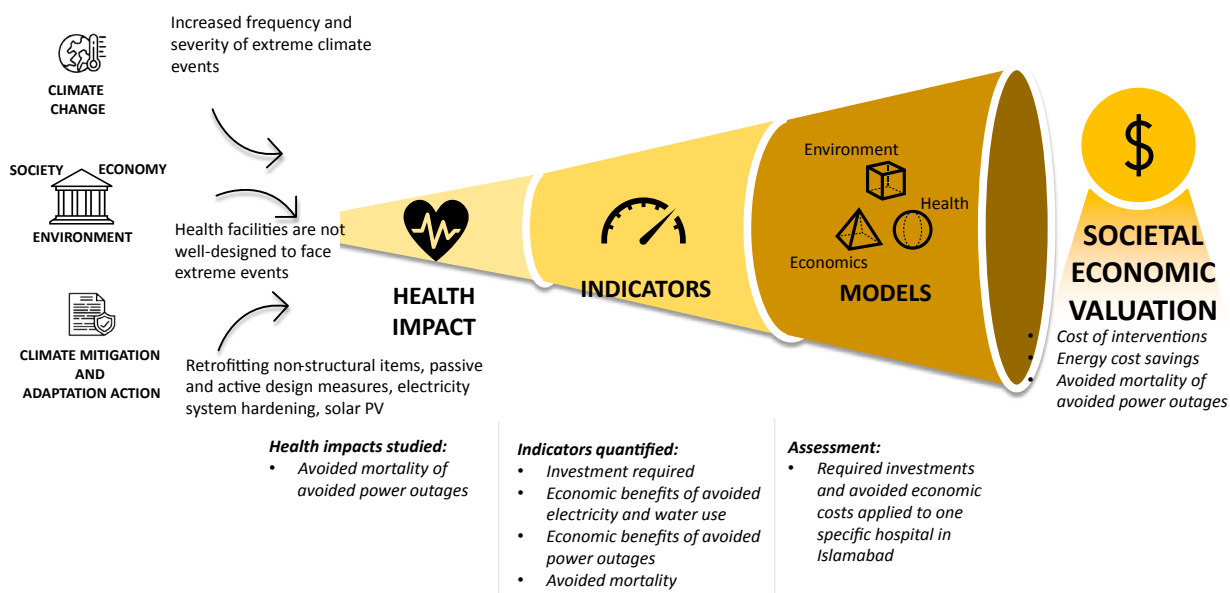 Increased frequency and
severity of extreme climate
events
CLIMATE
CHANGE
SOCIETY
ECONOMY
ENVIRONMENT
Health facilities are not
well-designed to face
extreme events
CLIMATE MITIGATION
AND
ADAPTATION ACTION
Retrofitting non-structural items, passive
and active design measures, electricity
system hardening, solar PV
HEALTH
IMPACT
INDICATORS
Environment
Health
Economics
MODELS
$
SOCIETAL
ECONOMIC
VALUATION
• Cost of interventions
• Energy cost savings
• Avoided mortality of
avoided power outages
Health impacts studied:
• Avoided mortality of
avoided power outages
Indicators quantified:
• Investment required
• Economic benefits of avoided
electricity and water use
• Economic benefits of avoided
power outages
• Avoided mortality
Assessment:
• Required investments
and avoided economic
costs applied to one
specific hospital in
Islamabad